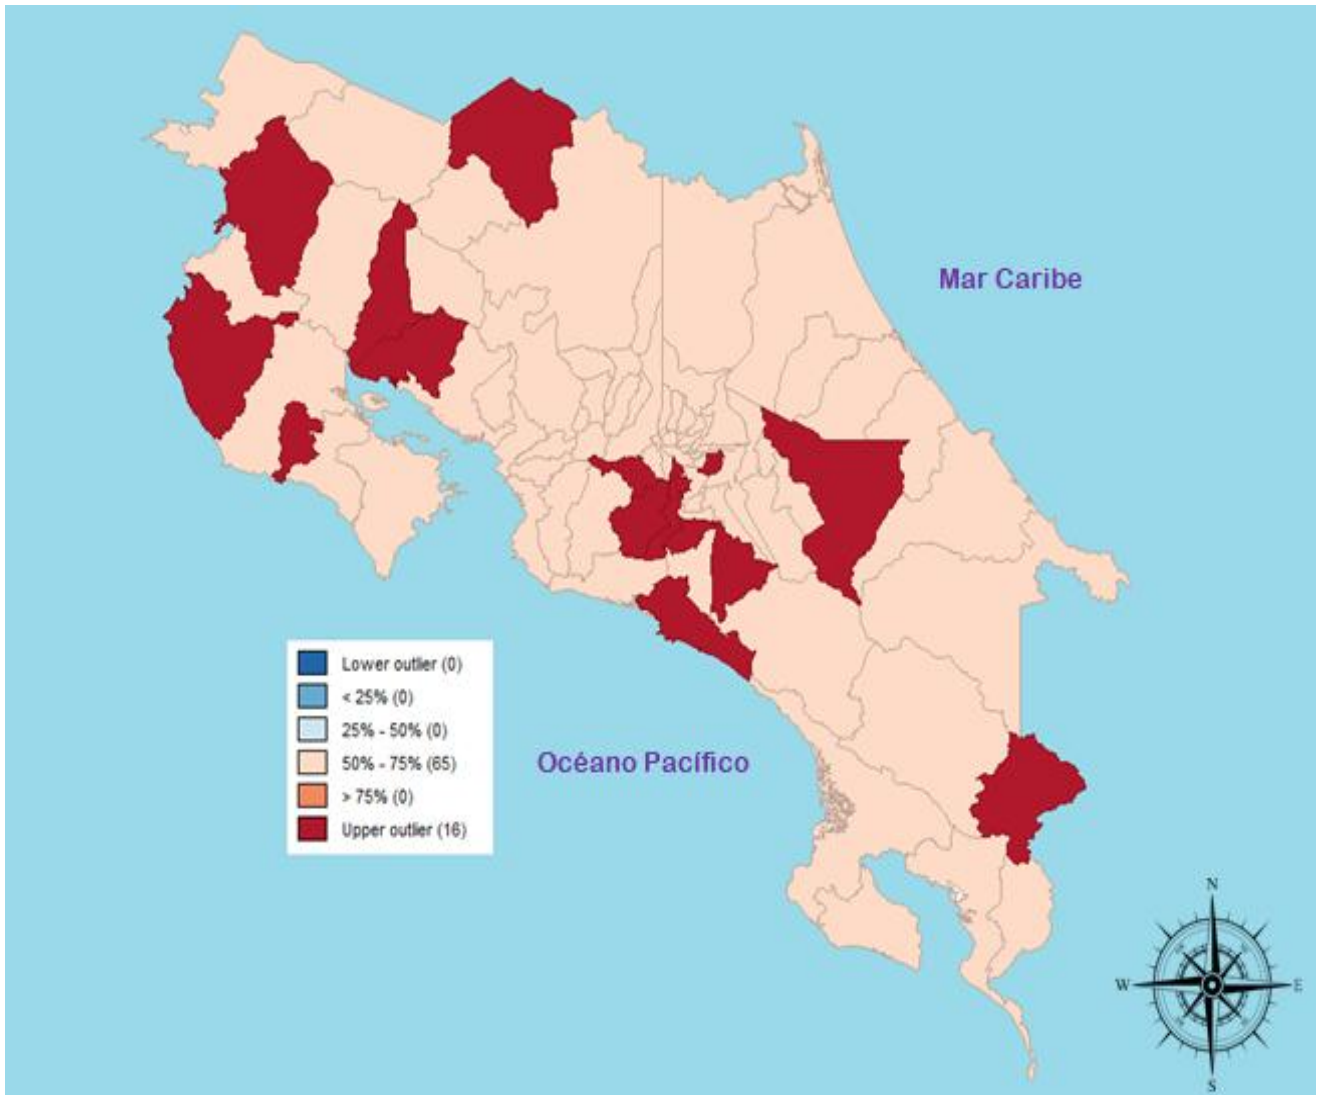 Mar Caribe
Lower outlier (0)
< 25% (0)
25% - 50% (0)
Océano Pacífico
50% - 75% (65)
> 75% (0)
Upper outlier (16)
N
W
E
S